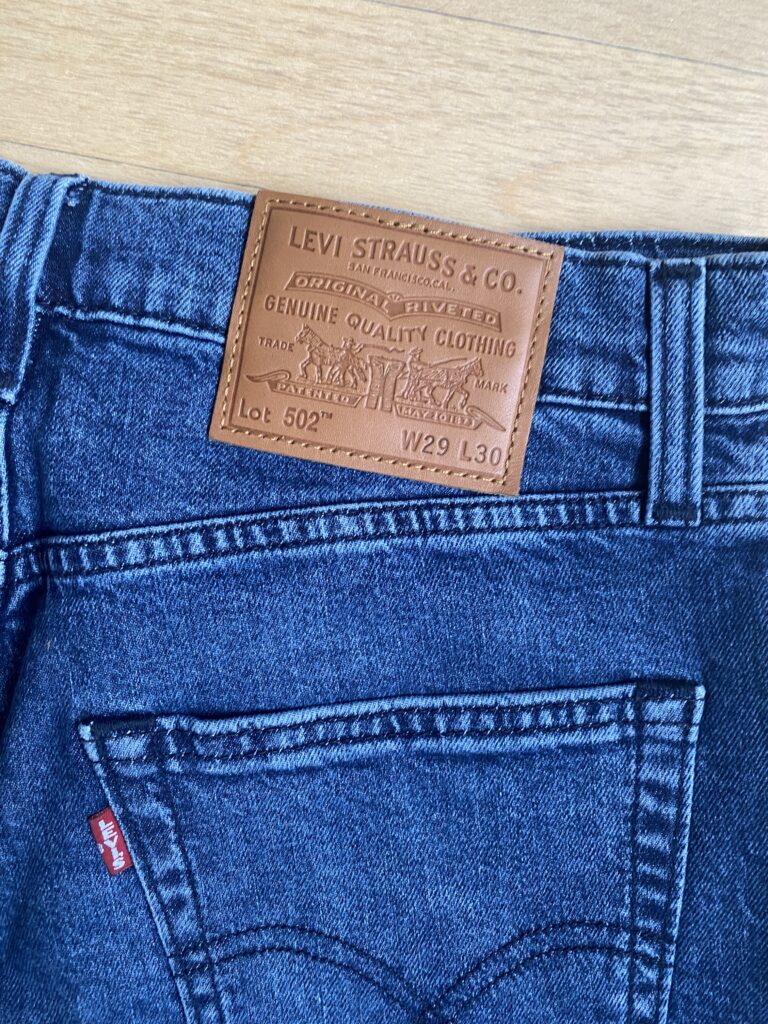 LEVI STRAUSS & CO.
SAN FRANCISCO, CAL.
ORIGINAL RIVETED
GENUINE QUALITY CLOTHING
TRADE MARK
PATENTED MAY 20 1873
Lot 502™
W29 L30
LEVI'S